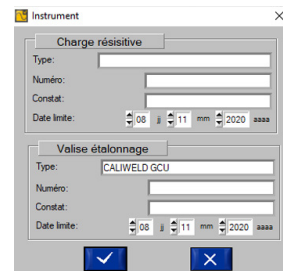 Instrument
Charge résisitive
Type:
Numéro:
Constat:
Date limite: 08 jj 11 mm 2020 aaaa
Valise étalonnage
Type: CALIWELD GCU
Numéro:
Constat:
Date limite: 08 jj 11 mm 2020 aaaa